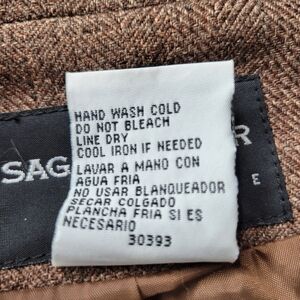 HAND WASH COLD
DO NOT BLEACH
LINE DRY
COOL IRON IF NEEDED
LAVAR A MANO CON
AGUA FRIA
NO USAR BLANQUEADOR
SECAR COLGADO
PLANCHA FRIA SI ES
NECESARIO
30393
SAG
R
E